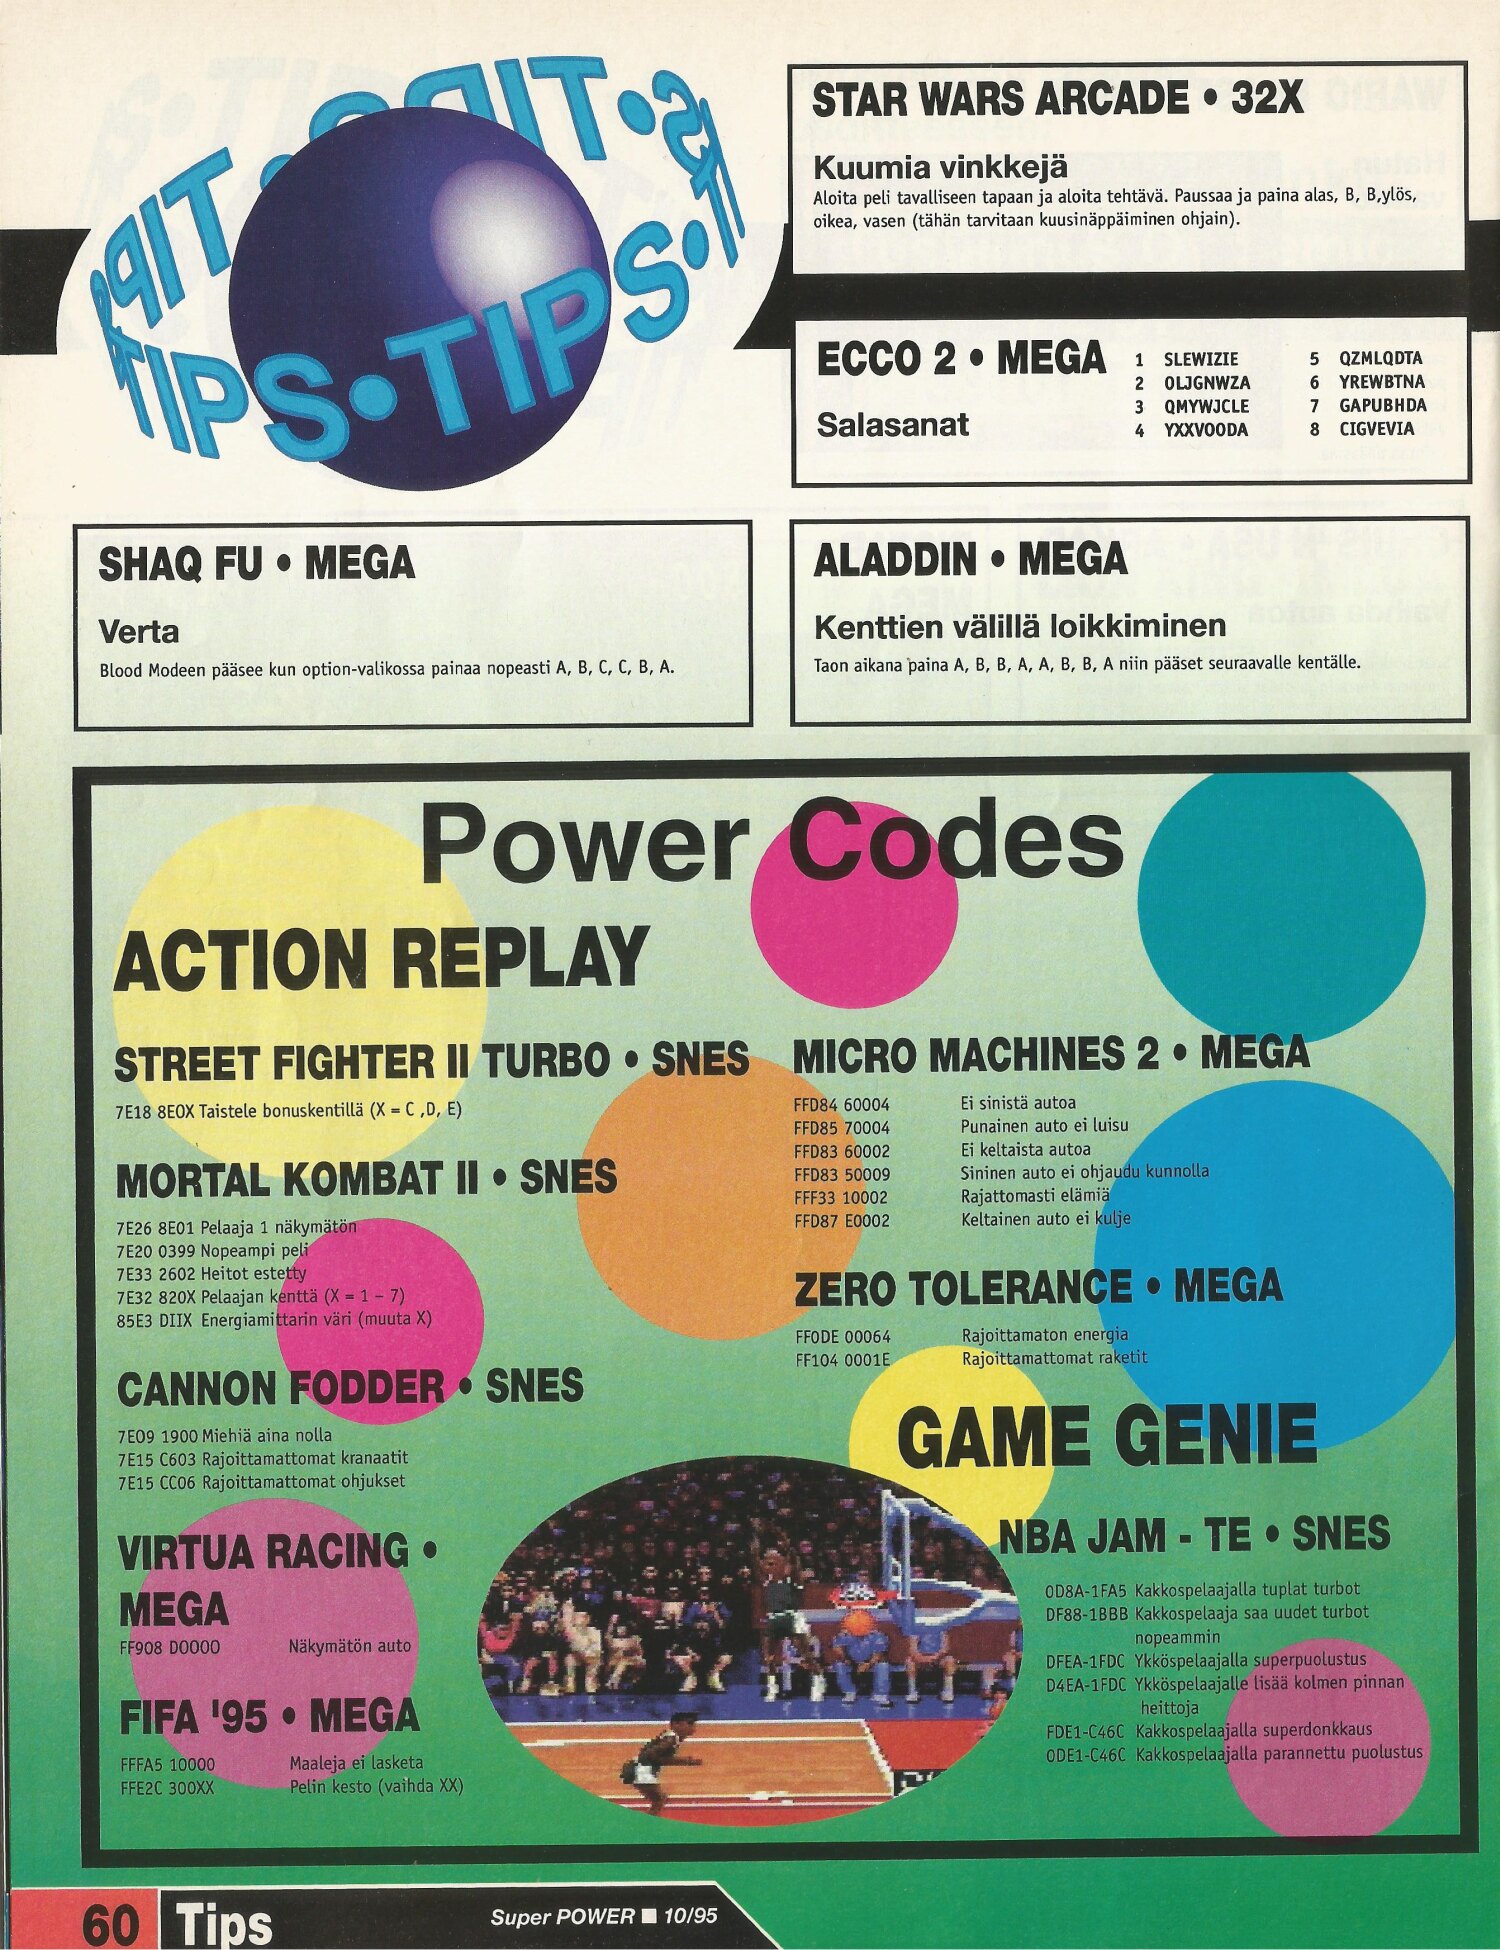 TIPS•TIPS•TIPS•TIPS•TIPS
STAR WARS ARCADE • 32X
Kuumia vinkkejä
Aloita peli tavalliseen tapaan ja aloita tehtävä. Paussaa ja paina alas, B, B,ylös,
oikea, vasen (tähän tarvitaan kuusinäppäiminen ohjain).
ECCO 2 • MEGA
Salasanat
1 SLEWIZIE
2 OLJGNWZA
3 QMYWJCLE
4 YXXVOODA
5 QZMLQDTA
6 YREWBTNA
7 GAPUBHDA
8 CIGVEVIA
SHAQ FU • MEGA
Verta
Blood Modeen pääsee kun option-valikossa painaa nopeasti A, B, C, C, B, A.
ALADDIN • MEGA
Kenttien välillä loikkiminen
Taon aikana paina A, B, B, A, A, B, B, A niin pääset seuraavalle kentälle.
Power Codes
ACTION REPLAY
STREET FIGHTER II TURBO • SNES
7E18 8EOX Taistele bonuskentillä (X = C ,D, E)
MORTAL KOMBAT II • SNES
7E26 8E01 Pelaaja 1 näkymätön
7E20 0399 Nopeampi peli
7E33 2602 Heitot estetty
7E32 820X Pelaajan kenttä (X = 1 – 7)
85E3 DIIX Energiamittarin väri (muuta X)
CANNON FODDER • SNES
7E09 1900 Miehiä aina nolla
7E15 C603 Rajoittamattomat kranaatit
7E15 CC06 Rajoittamattomat ohjukset
VIRTUA RACING •
MEGA
FF908 D0000 Näkymätön auto
FIFA '95 • MEGA
FFFA5 10000 Maaleja ei lasketa
FFE2C 300XX Pelin kesto (vaihda XX)
MICRO MACHINES 2 • MEGA
FFD84 60004 Ei sinistä autoa
FFD85 70004 Punainen auto ei luisu
FFD83 60002 Ei keltaista autoa
FFD83 50009 Sininen auto ei ohjaudu kunnolla
FFF33 10002 Rajattomasti elämiä
FFD87 E0002 Keltainen auto ei kulje
ZERO TOLERANCE • MEGA
FF0DE 00064 Rajoittamaton energia
FF104 0001E Rajoittamattomat raketit
GAME GENIE
NBA JAM - TE • SNES
0D8A-1FA5 Kakkospelaajalla tuplat turbot
DF88-1BBB Kakkospelaaja saa uudet turbot
nopeammin
DFEA-1FDC Ykköspelaajalla superpuolustus
D4EA-1FDC Ykköspelaajalle lisää kolmen pinnan
heittoja
FDE1-C46C Kakkospelaajalla superdonkkaus
0DE1-C46C Kakkospelaajalla parannettu puolustus
60 Tips
Super POWER ■ 10/95